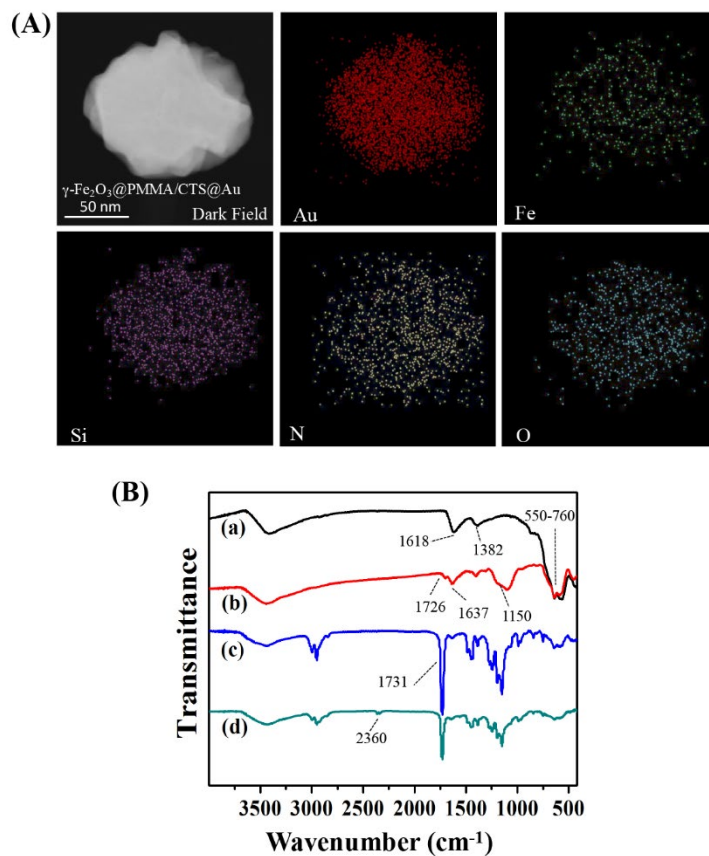 (A)
γ-Fe₂O₃@PMMA/CTS@Au
50 nm
Dark Field
Au
Fe
Si
N
O
(B)
Transmittance
(a)
1618
1382
550-760
(b)
1726
1637
1150
(c)
1731
(d)
2360
3500 3000 2500 2000 1500 1000 500
Wavenumber (cm⁻¹)